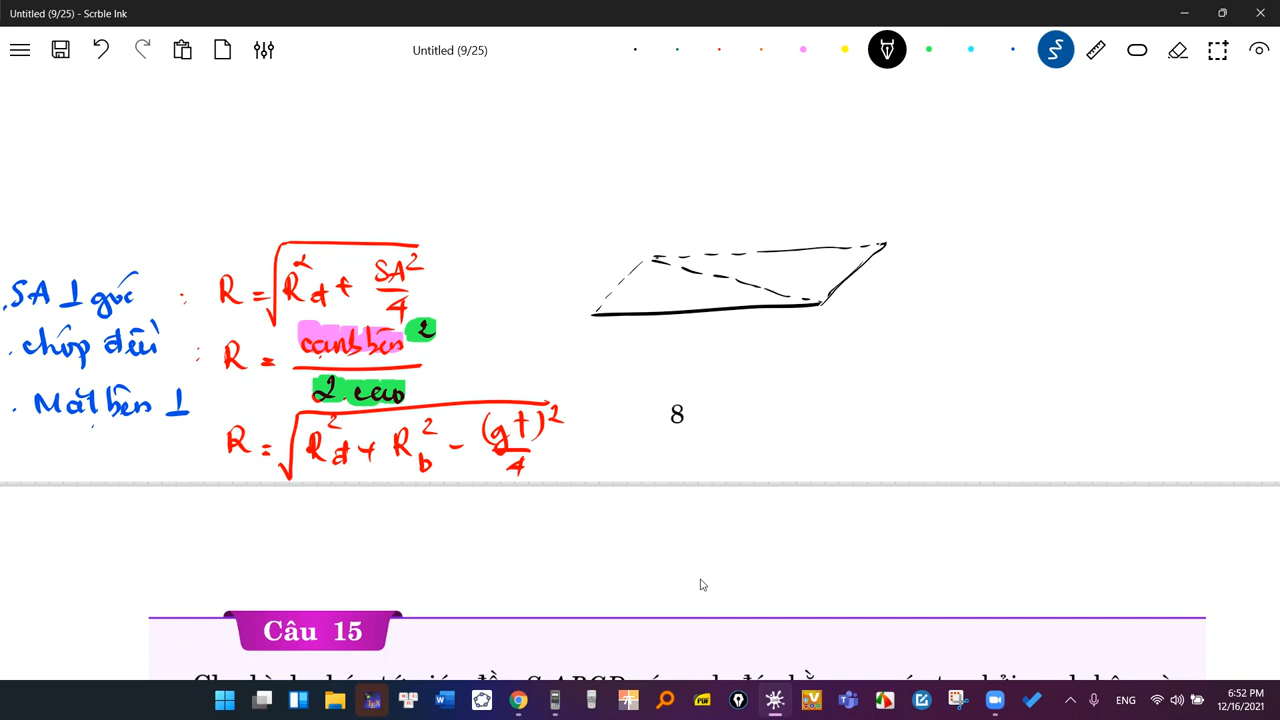 Untitled (9/25) - Scrble Ink
Untitled (9/25)
. SA ⊥ góc : R = √(R²đ + SA²/4)
. chóp đều : R = cạnh bên² / 2.cao
. Mặt bên ⊥ R = √(R²đ + R²b - (gt)²/4)
8
Câu 15
ENG
6:52 PM
12/16/2021